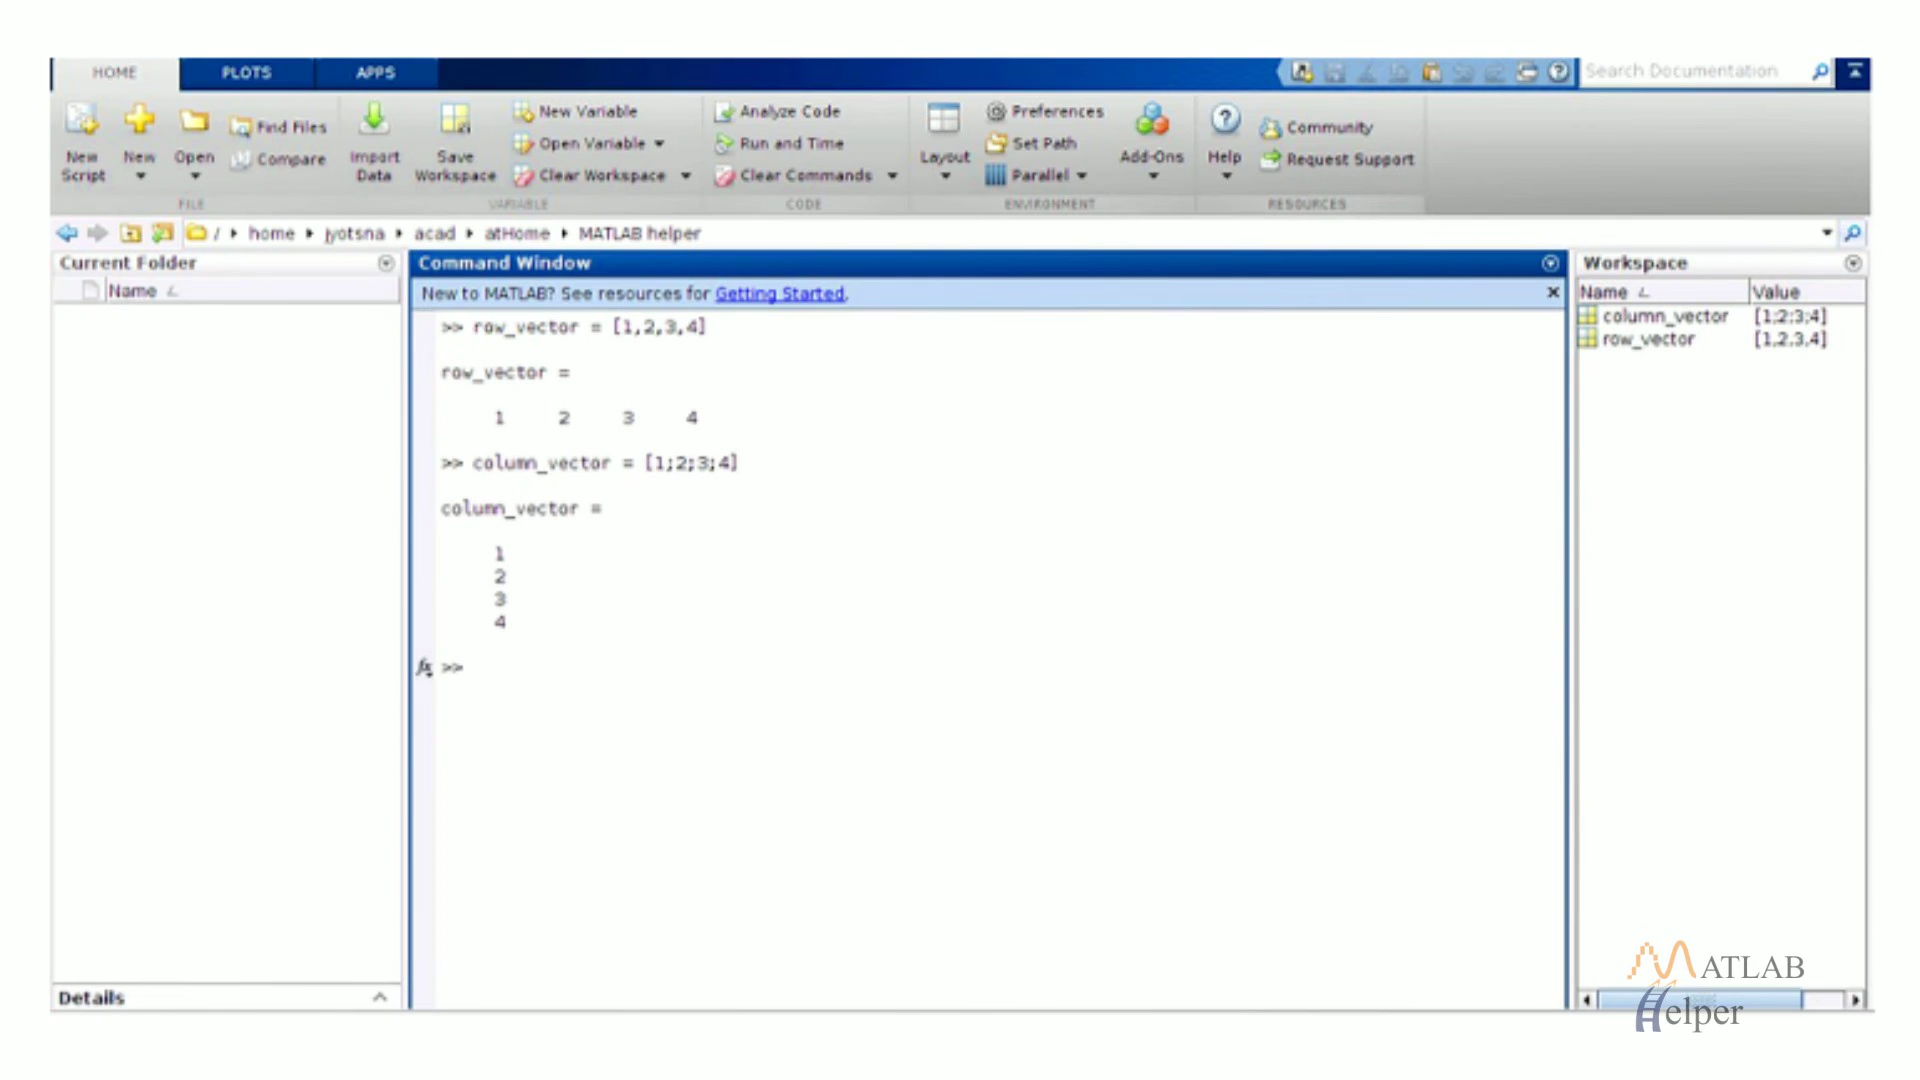 HOME PLOTS APPS Search Documentation
New Script
New
Open
Find Files
Compare
Import Data
Save Workspace
New Variable
Open Variable
Clear Workspace
Analyze Code
Run and Time
Clear Commands
Layout
Preferences
Set Path
Parallel
Add-Ons
Help
Community
Request Support
FILE VARIABLE CODE ENVIRONMENT RESOURCES
/ home jyotsna acad atHome MATLAB helper
Current Folder
Name
Command Window
New to MATLAB? See resources for Getting Started.
>> row_vector = [1,2,3,4]
row_vector =
1 2 3 4
>> column_vector = [1;2;3;4]
column_vector =
1
2
3
4
fx >>
Workspace
Name Value
column_vector [1;2;3;4]
row_vector [1,2,3,4]
Details
MATLAB
Helper